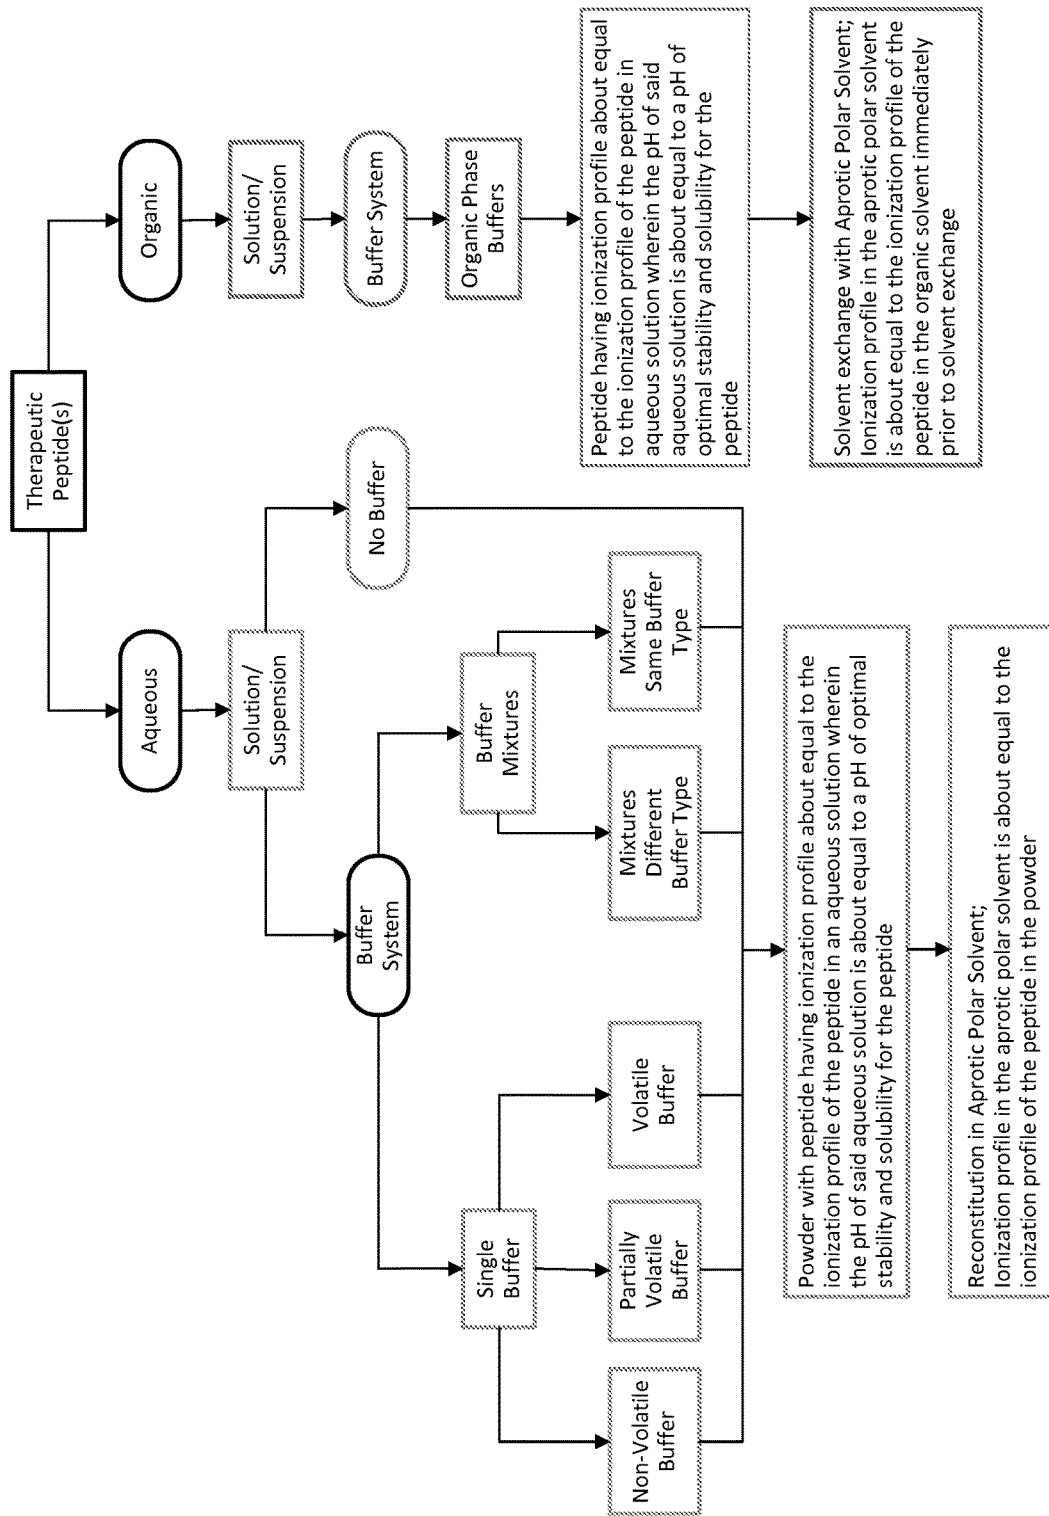 Therapeutic
Peptide(s)
Aqueous
Organic
Solution/
Suspension
Solution/
Suspension
Buffer
System
No Buffer
Buffer System
Single
Buffer
Buffer
Mixtures
Organic Phase
Buffers
Non-Volatile
Buffer
Partially
Volatile
Buffer
Volatile
Buffer
Mixtures
Different
Buffer Type
Mixtures
Same Buffer
Type
Peptide having ionization profile about equal
to the ionization profile of the peptide in
aqueous solution wherein the pH of said
aqueous solution is about equal to a pH of
optimal stability and solubility for the
peptide
Powder with peptide having ionization profile about equal to the
ionization profile of the peptide in an aqueous solution wherein
the pH of said aqueous solution is about equal to a pH of optimal
stability and solubility for the peptide
Solvent exchange with Aprotic Polar Solvent;
Ionization profile in the aprotic polar solvent
is about equal to the ionization profile of the
peptide in the organic solvent immediately
prior to solvent exchange
Reconstitution in Aprotic Polar Solvent;
Ionization profile in the aprotic polar solvent is about equal to the
ionization profile of the peptide in the powder